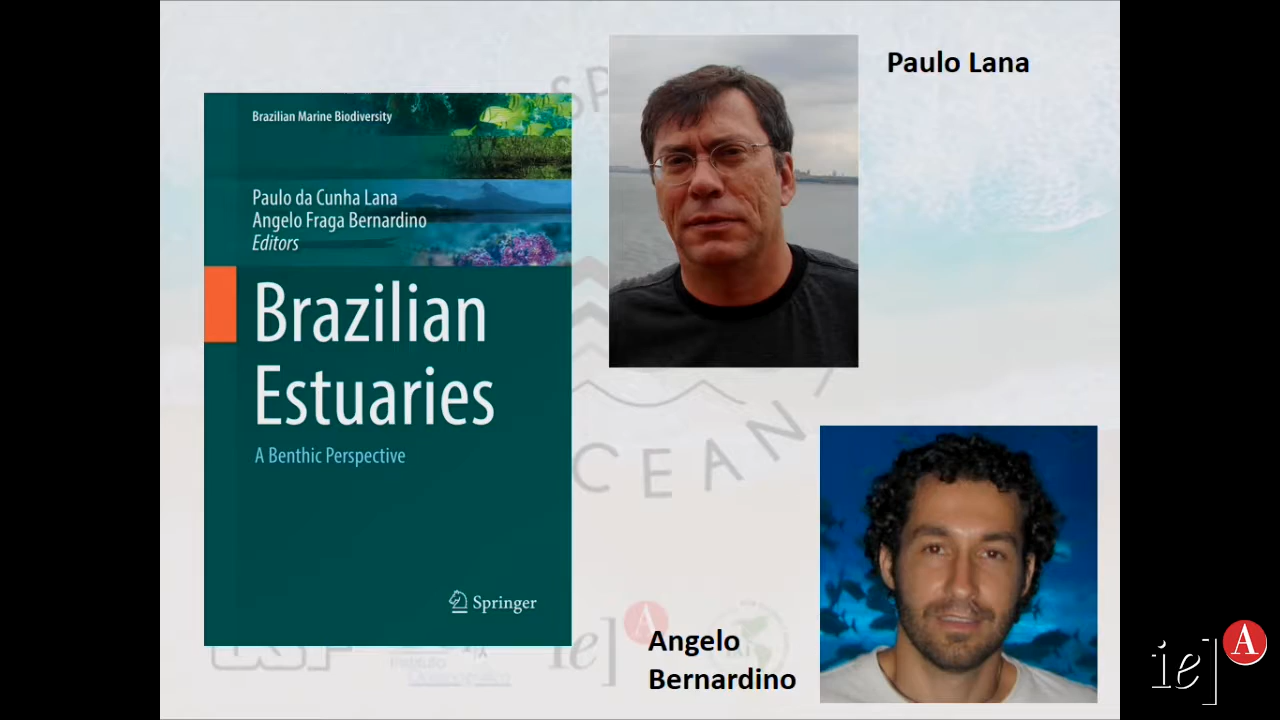 Paulo Lana
Brazilian Marine Biodiversity
Paulo da Cunha Lana
Angelo Fraga Bernardino
Editors
Brazilian
Estuaries
A Benthic Perspective
Springer
Angelo
Bernardino
ie]A